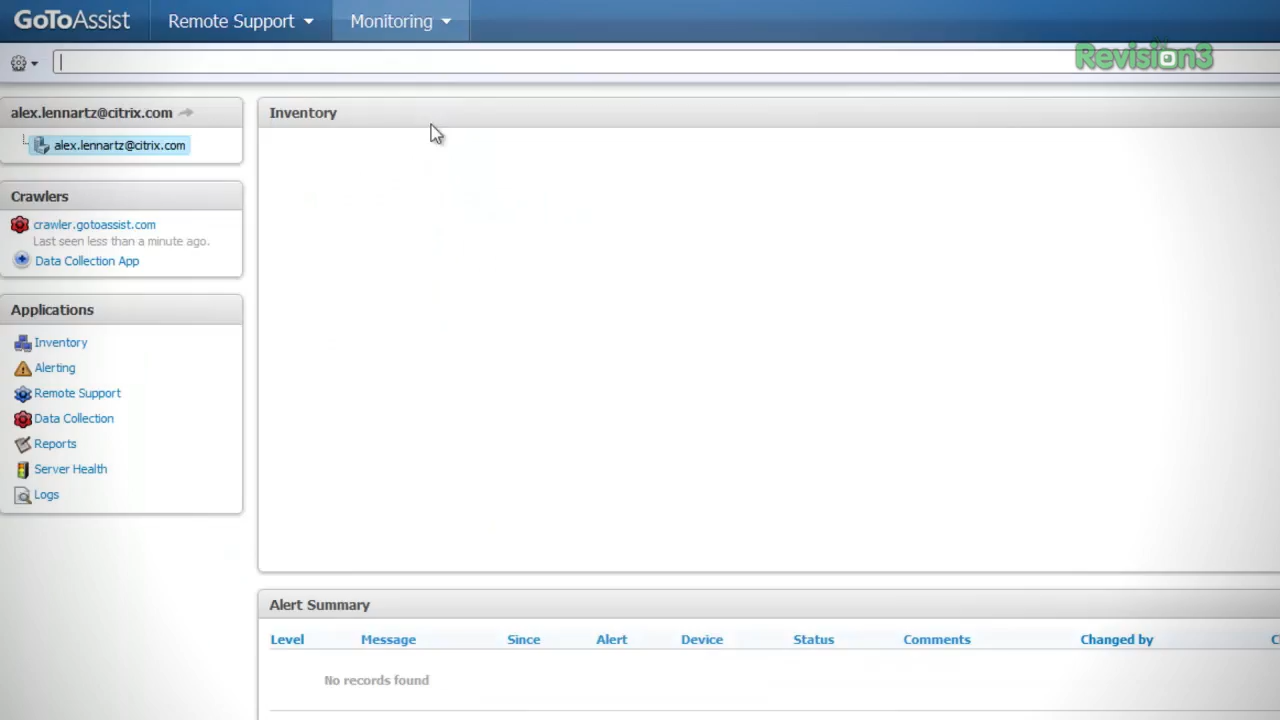 GoToAssist
Remote Support
Monitoring
Revision3
alex.lennartz@citrix.com
alex.lennartz@citrix.com
Crawlers
crawler.gotoassist.com
Last seen less than a minute ago.
Data Collection App
Applications
Inventory
Alerting
Remote Support
Data Collection
Reports
Server Health
Logs
Inventory
Alert Summary
Level Message Since Alert Device Status Comments Changed by
No records found